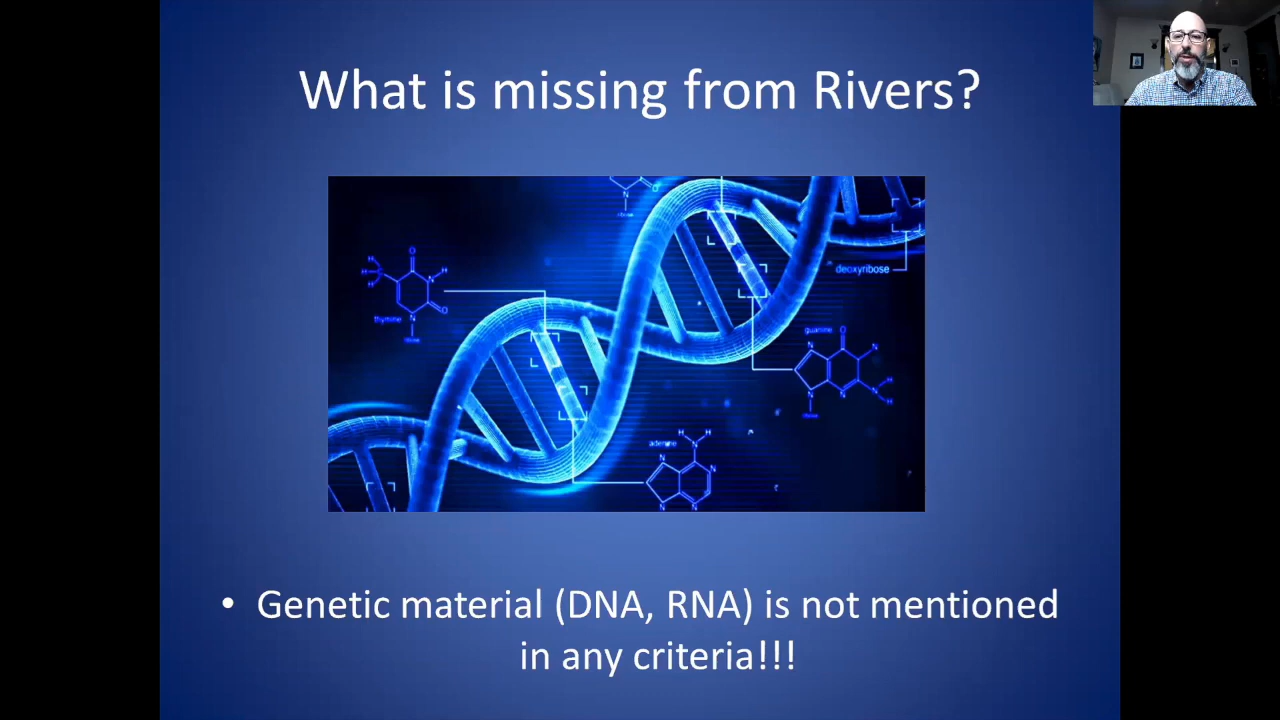 What is missing from Rivers?
deoxyribose
thymine
guanine
adenine
• Genetic material (DNA, RNA) is not mentioned
in any criteria!!!